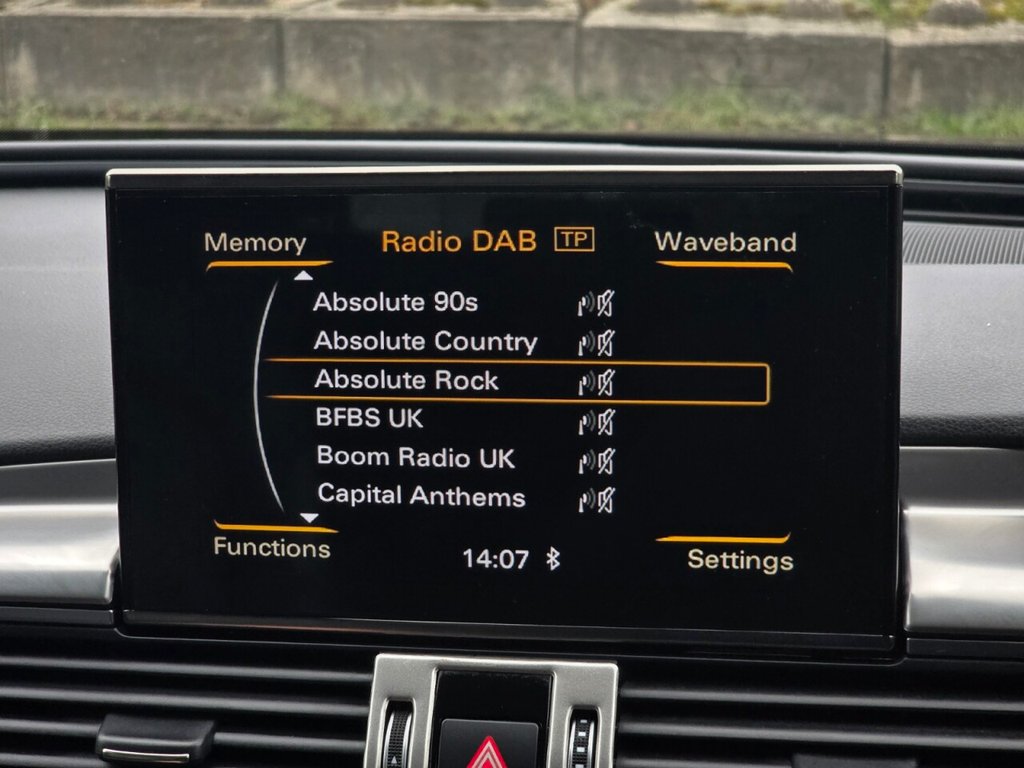 Memory Radio DAB TP Waveband
Absolute 90s
Absolute Country
Absolute Rock
BFBS UK
Boom Radio UK
Capital Anthems
Functions 14:07 Settings